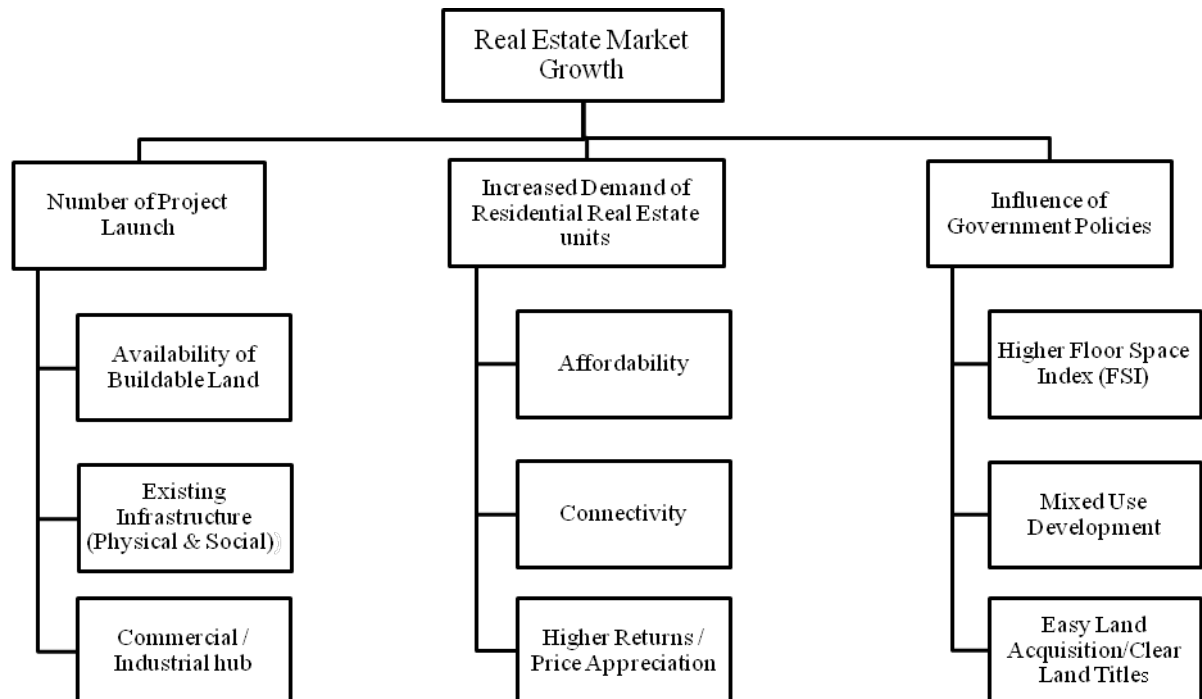 Real Estate Market
Growth
Number of Project
Launch
Increased Demand of
Residential Real Estate
units
Influence of
Government Policies
Availability of
Buildable Land
Affordability
Higher Floor Space
Index (FSI)
Existing
Infrastructure
(Physical & Social))
Connectivity
Mixed Use
Development
Commercial /
Industrial hub
Higher Returns /
Price Appreciation
Easy Land
Acquisition/Clear
Land Titles